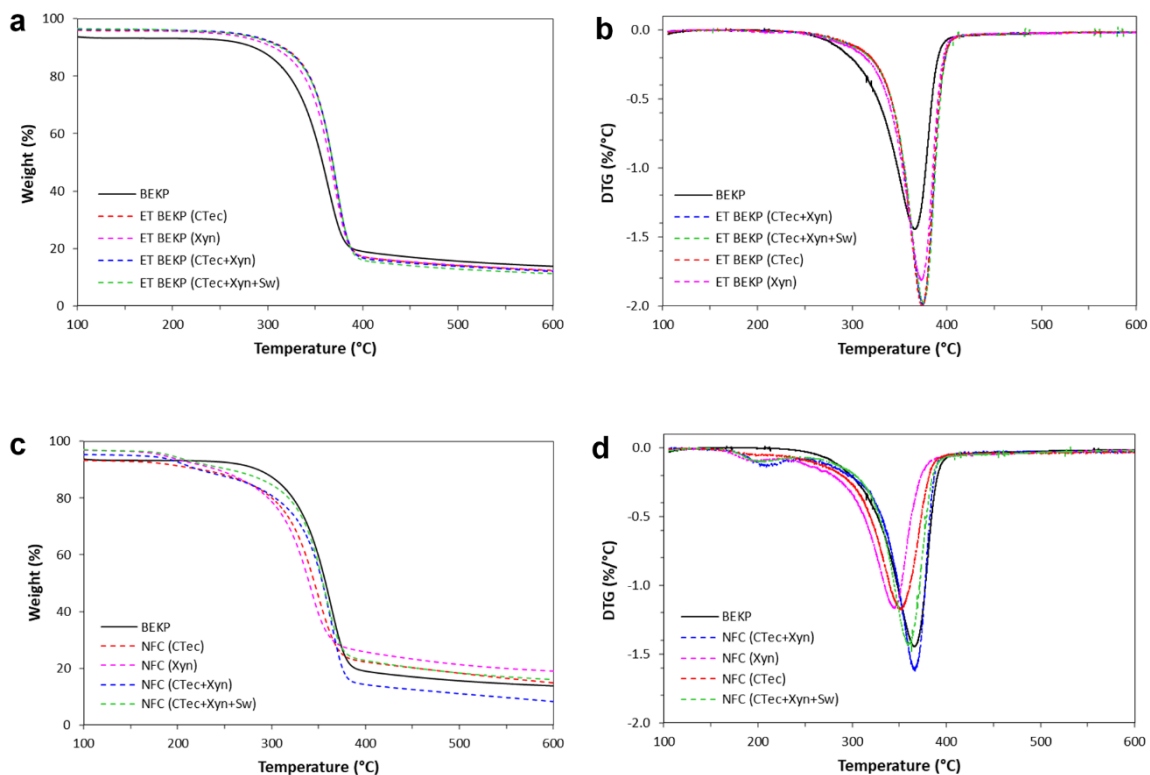 a
100
80
60
40
20
0
Weight (%)
BEKP
ET BEKP (CTec)
ET BEKP (Xyn)
ET BEKP (CTec+Xyn)
ET BEKP (CTec+Xyn+Sw)
100 200 300 400 500 600
Temperature (°C)
b
0.0
-0.5
-1.0
-1.5
-2.0
DTG (%/°C)
BEKP
ET BEKP (CTec+Xyn)
ET BEKP (CTec+Xyn+Sw)
ET BEKP (CTec)
ET BEKP (Xyn)
100 200 300 400 500 600
Temperature (°C)
c
100
80
60
40
20
0
Weight (%)
BEKP
NFC (CTec)
NFC (Xyn)
NFC (CTec+Xyn)
NFC (CTec+Xyn+Sw)
100 200 300 400 500 600
Temperature (°C)
d
0.0
-0.5
-1.0
-1.5
-2.0
DTG (%/°C)
BEKP
NFC (CTec+Xyn)
NFC (Xyn)
NFC (CTec)
NFC (CTec+Xyn+Sw)
100 200 300 400 500 600
Temperature (°C)